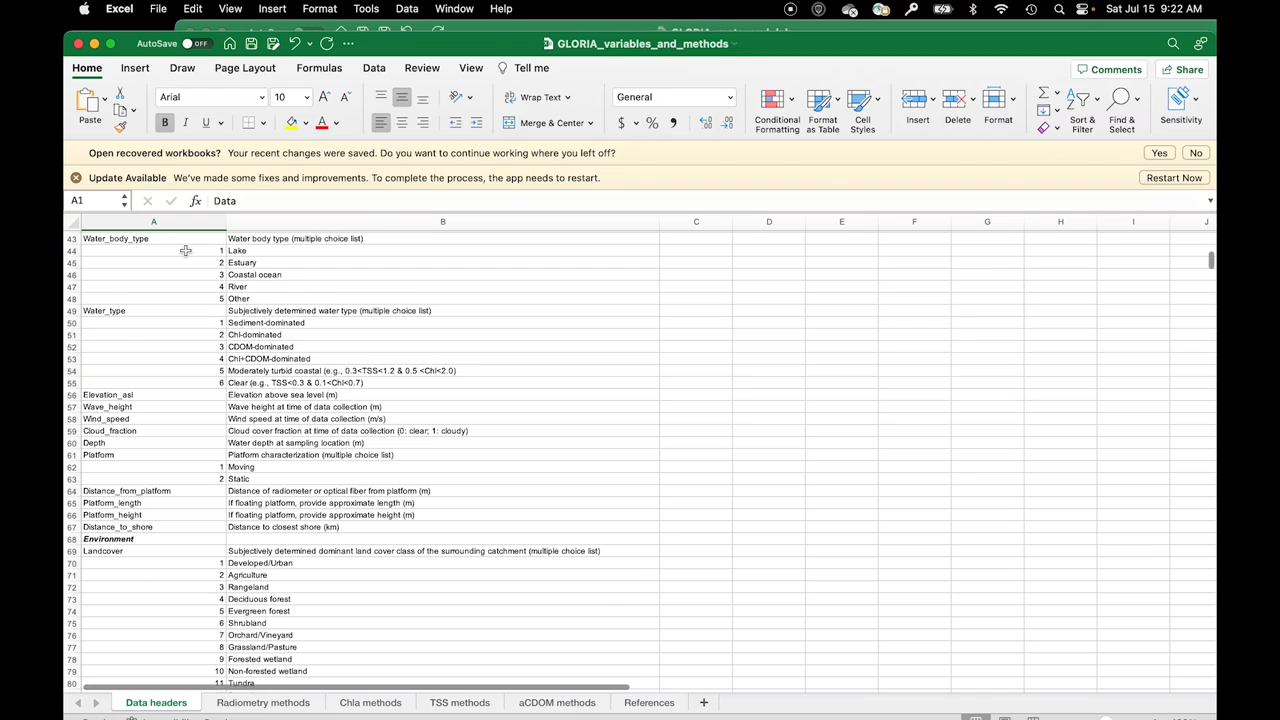 Excel File Edit View Insert Format Tools Data Window Help Sat Jul 15 9:22 AM
AutoSave OFF GLORIA_variables_and_methods
Home Insert Draw Page Layout Formulas Data Review View Tell me Comments Share
Paste Arial 10 Wrap Text General Conditional Formatting Format as Table Cell Styles Insert Delete Format Sort & Filter Find & Select Sensitivity
B I U Merge & Center $ % 9
Open recovered workbooks? Your recent changes were saved. Do you want to continue working where you left off? Yes No
Update Available We've made some fixes and improvements. To complete the process, the app needs to restart. Restart Now
A1 fx Data
A B C D E F G H I J
43 Water_body_type Water body type (multiple choice list)
44 1 Lake
45 2 Estuary
46 3 Coastal ocean
47 4 River
48 5 Other
49 Water_type Subjectively determined water type (multiple choice list)
50 1 Sediment-dominated
51 2 Chl-dominated
52 3 CDOM-dominated
53 4 Chl+CDOM-dominated
54 5 Moderately turbid coastal (e.g., 0.3<TSS<1.2 & 0.5 <Chl<2.0)
55 6 Clear (e.g., TSS<0.3 & 0.1<Chl<0.7)
56 Elevation_asl Elevation above sea level (m)
57 Wave_height Wave height at time of data collection (m)
58 Wind_speed Wind speed at time of data collection (m/s)
59 Cloud_fraction Cloud cover fraction at time of data collection (0: clear; 1: cloudy)
60 Depth Water depth at sampling location (m)
61 Platform Platform characterization (multiple choice list)
62 1 Moving
63 2 Static
64 Distance_from_platform Distance of radiometer or optical fiber from platform (m)
65 Platform_length If floating platform, provide approximate length (m)
66 Platform_height If floating platform, provide approximate height (m)
67 Distance_to_shore Distance to closest shore (km)
68 Environment
69 Landcover Subjectively determined dominant land cover class of the surrounding catchment (multiple choice list)
70 1 Developed/Urban
71 2 Agriculture
72 3 Rangeland
73 4 Deciduous forest
74 5 Evergreen forest
75 6 Shrubland
76 7 Orchard/Vineyard
77 8 Grassland/Pasture
78 9 Forested wetland
79 10 Non-forested wetland
80 11 Tundra
Data headers Radiometry methods Chla methods TSS methods aCDOM methods References